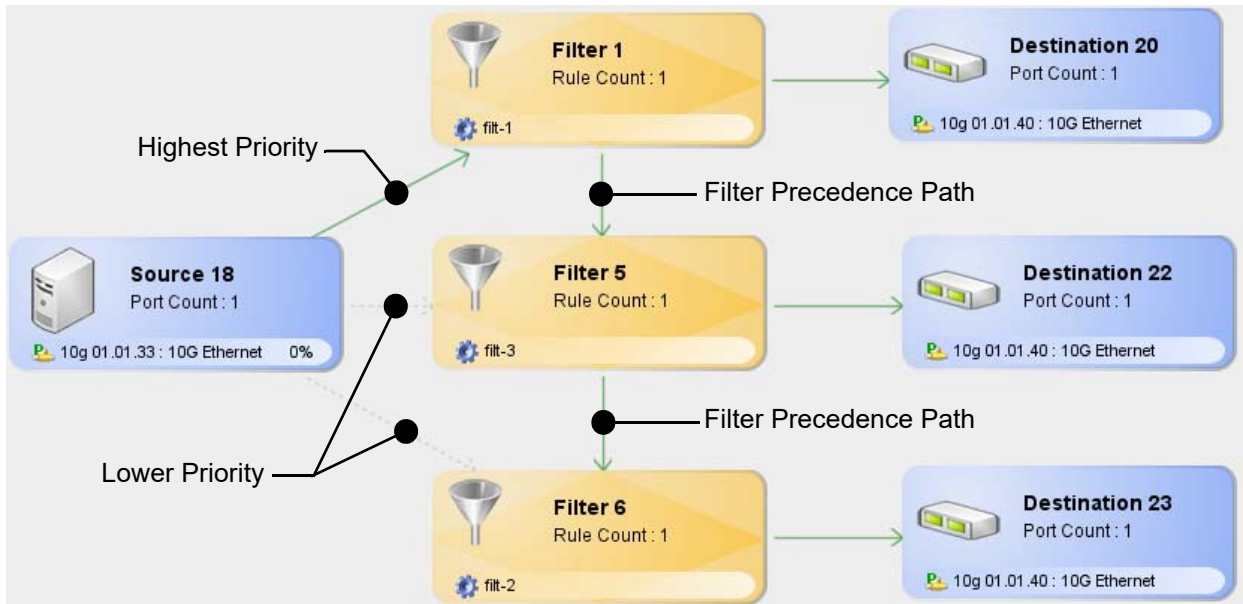 Filter 1
Rule Count : 1
filt-1
Destination 20
Port Count : 1
10g 01.01.40 : 10G Ethernet
Highest Priority
Filter Precedence Path
Source 18
Port Count : 1
10g 01.01.33 : 10G Ethernet 0%
Filter 5
Rule Count : 1
filt-3
Destination 22
Port Count : 1
10g 01.01.40 : 10G Ethernet
Filter Precedence Path
Lower Priority
Filter 6
Rule Count : 1
filt-2
Destination 23
Port Count : 1
10g 01.01.40 : 10G Ethernet